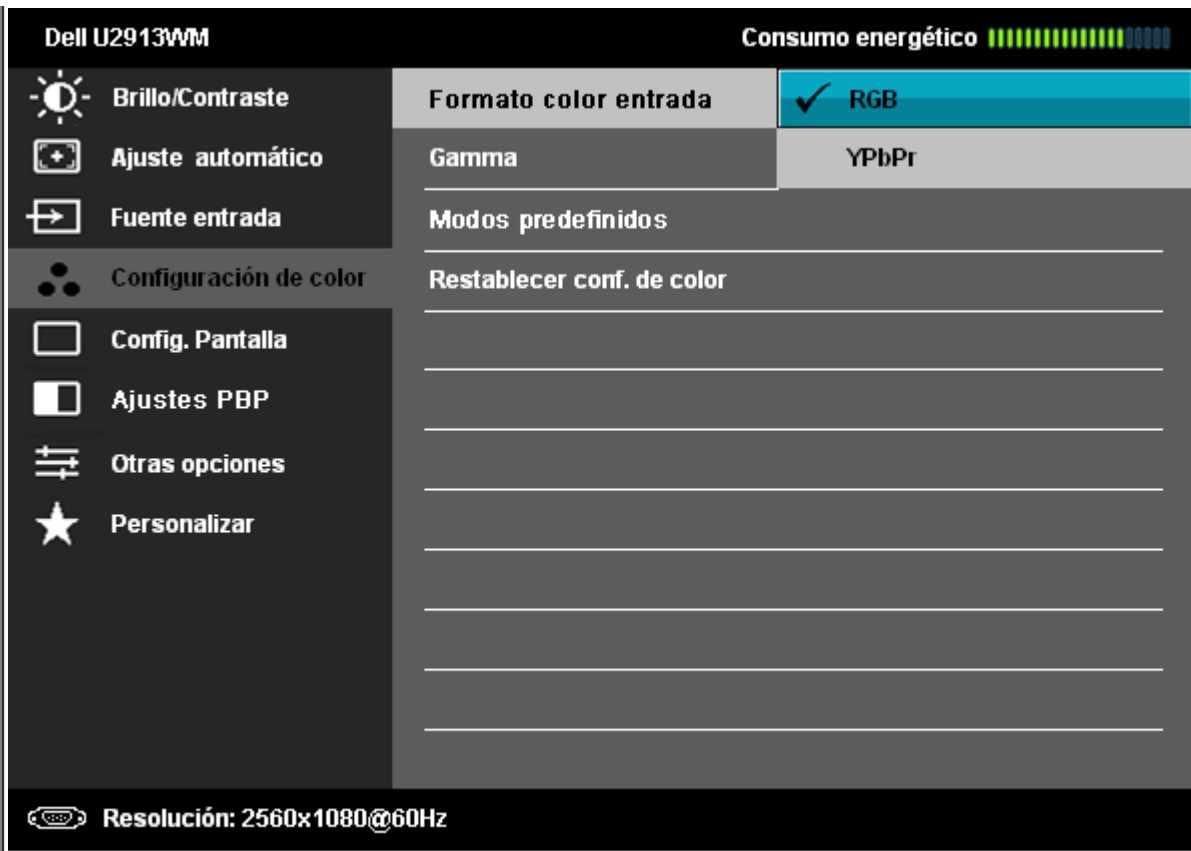 Dell U2913WM
Consumo energético
Brillo/Contraste
Ajuste automático
Fuente entrada
Configuración de color
Config. Pantalla
Ajustes PBP
Otras opciones
Personalizar
Formato color entrada
Gamma
Modos predefinidos
Restablecer conf. de color
RGB
YPbPr
Resolución: 2560x1080@60Hz